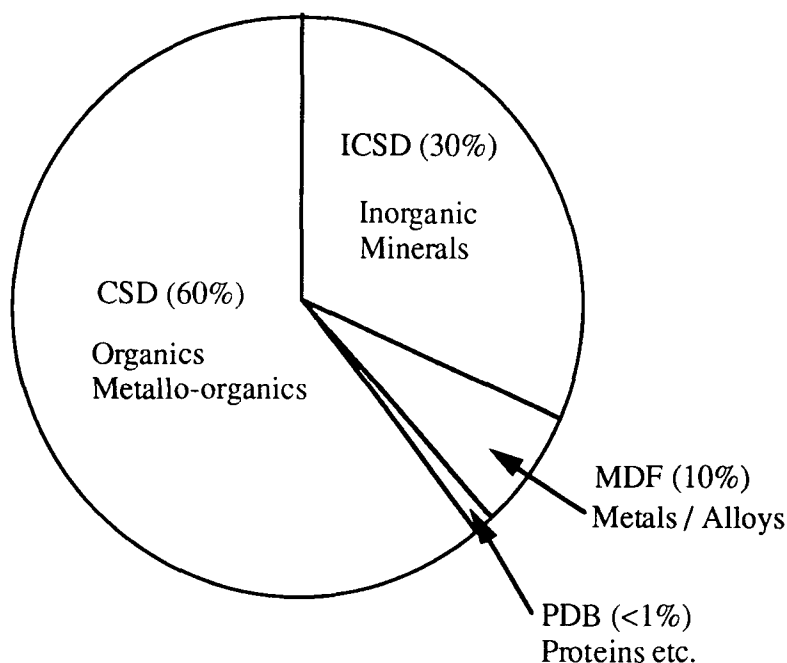 ICSD (30%)
Inorganic
Minerals
CSD (60%)
Organics
Metallo-organics
MDF (10%)
Metals / Alloys
PDB (<1%)
Proteins etc.